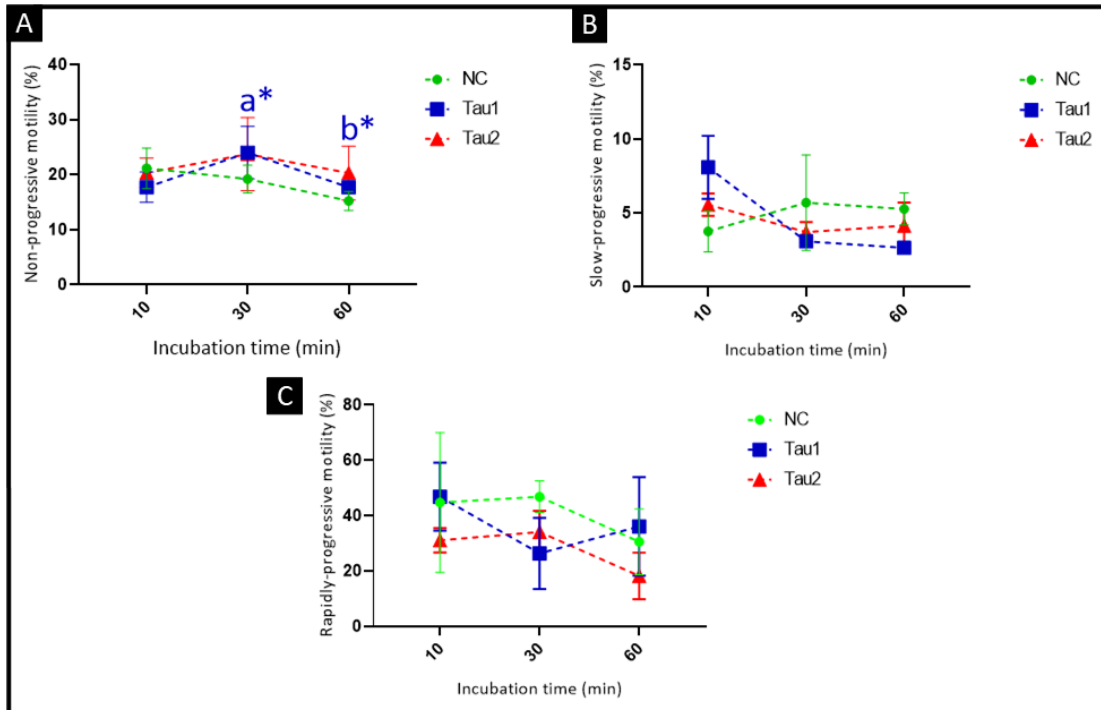 A
Non-progressive motility (%)
40
30
20
10
0
a*
b*
NC
Tau1
Tau2
10
30
60
Incubation time (min)
B
Slow-progressive motility (%)
15
10
5
0
NC
Tau1
Tau2
10
30
60
Incubation time (min)
C
Rapidly-progressive motility (%)
80
60
40
20
0
NC
Tau1
Tau2
10
30
60
Incubation time (min)